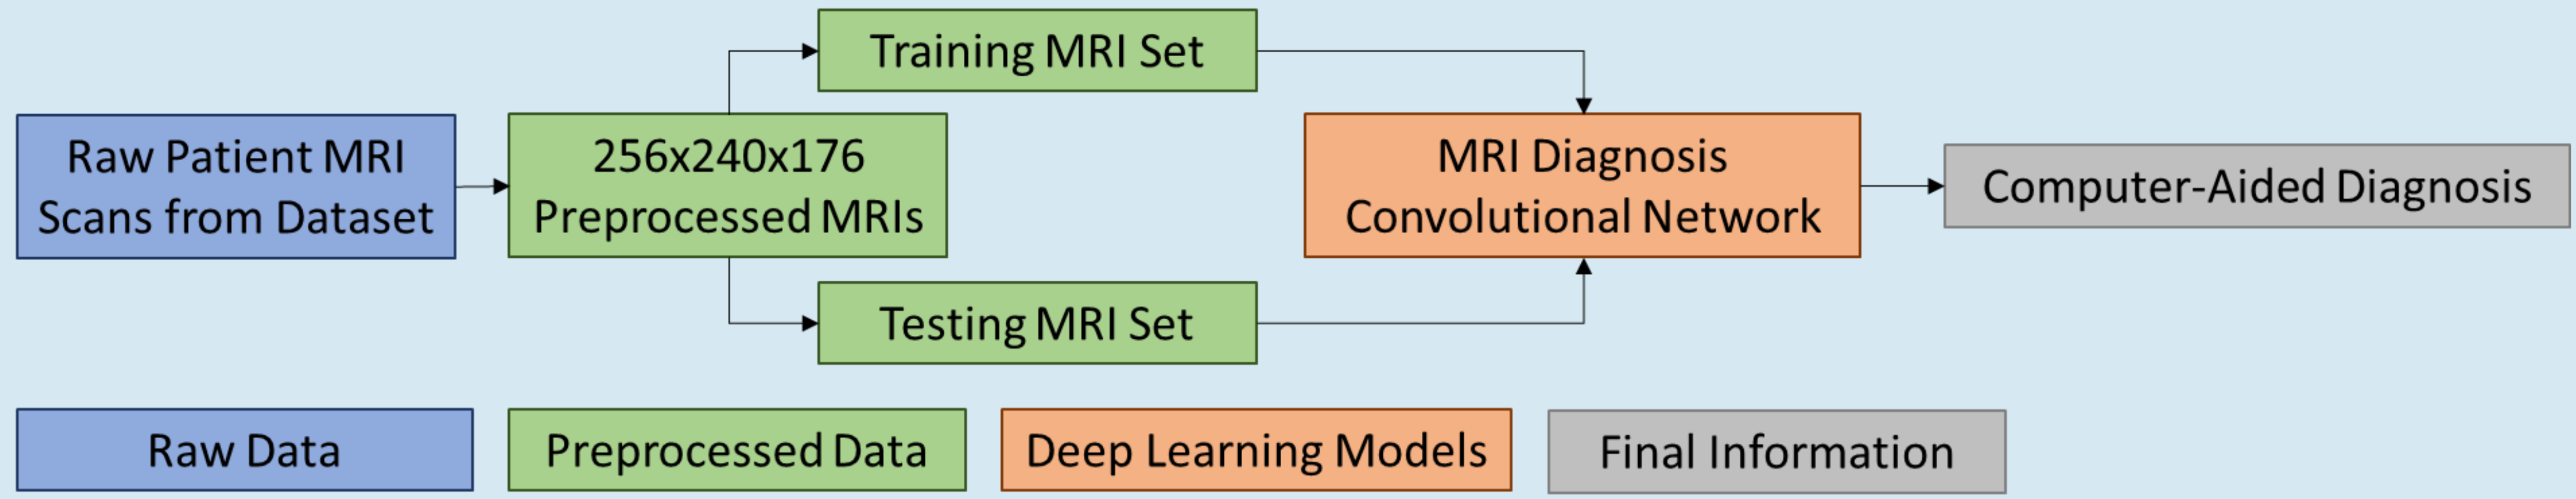 Training MRI Set
Raw Patient MRI
Scans from Dataset
256x240x176
Preprocessed MRIs
MRI Diagnosis
Convolutional Network
Computer-Aided Diagnosis
Testing MRI Set
Raw Data
Preprocessed Data
Deep Learning Models
Final Information